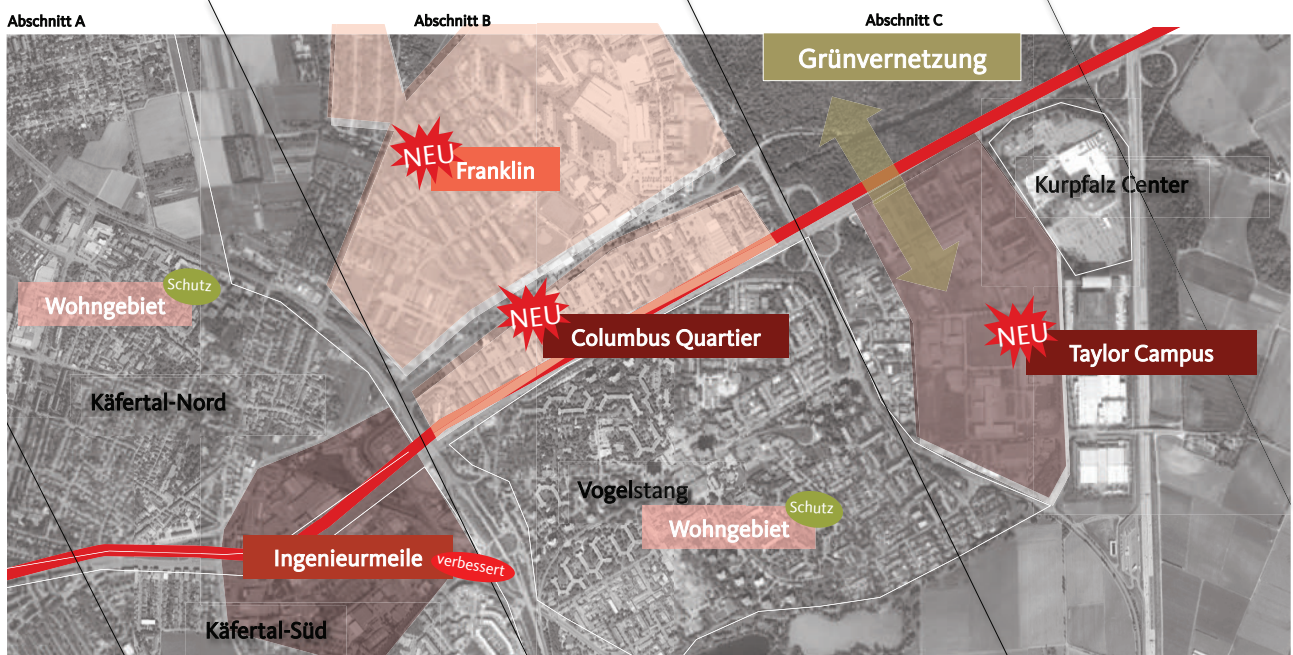 Abschnitt A
Abschnitt B
Abschnitt C
Grünvernetzung
NEU
Franklin
Kurpfalz Center
Schutz
Wohngebiet
NEU
Columbus Quartier
NEU
Taylor Campus
Käfertal-Nord
Vogelstang
Schutz
Wohngebiet
Ingenieurmeile
verbessert
Käfertal-Süd